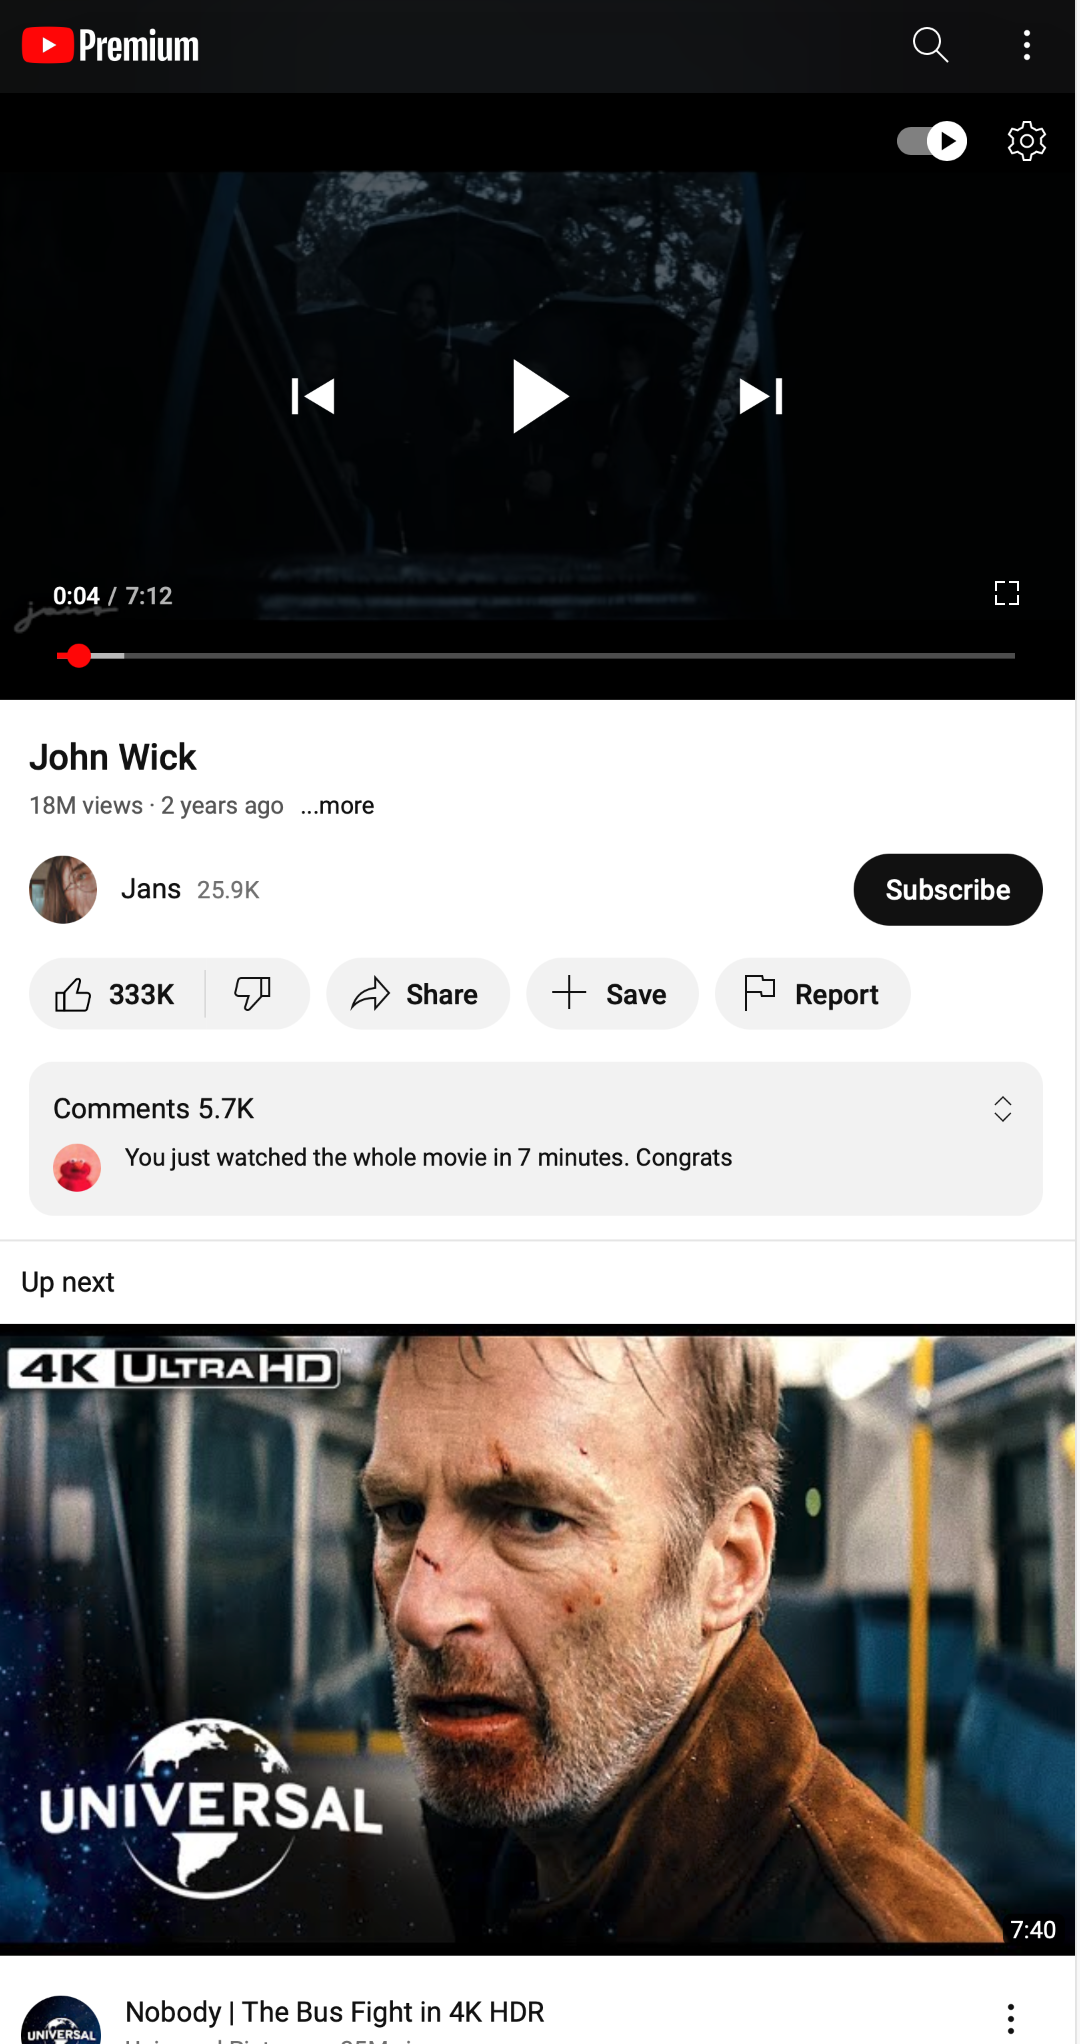 Premium
0:04 / 7:12
jans
John Wick
18M views · 2 years ago ...more
Jans 25.9K
Subscribe
333K
Share
Save
Report
Comments 5.7K
You just watched the whole movie in 7 minutes. Congrats
Up next
4K ULTRA HD
UNIVERSAL
7:40
Nobody | The Bus Fight in 4K HDR
UNIVERSAL